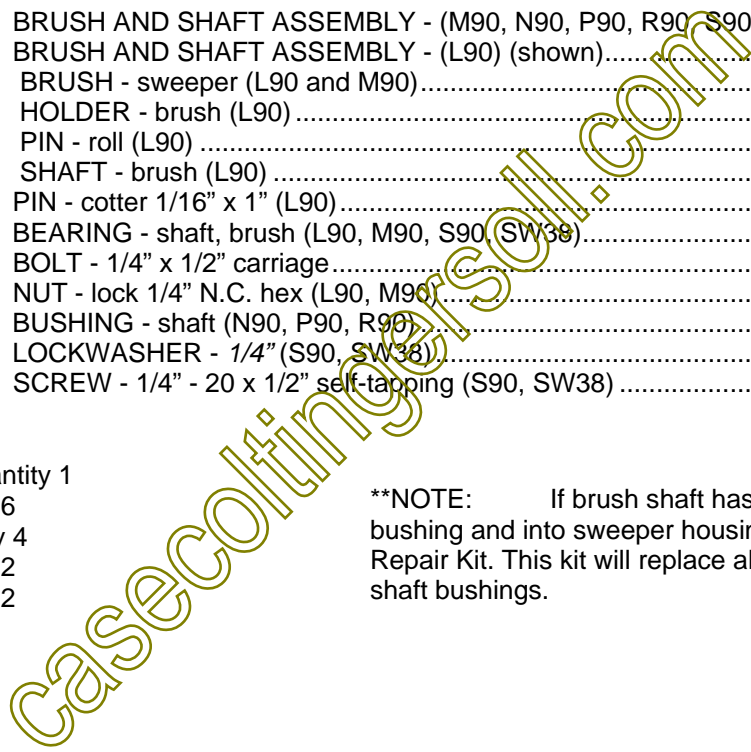 BRUSH AND SHAFT ASSEMBLY - (M90, N90, P90, R90, S90
BRUSH AND SHAFT ASSEMBLY - (L90) (shown)....................
BRUSH - sweeper (L90 and M90).............................................
HOLDER - brush (L90) ..............................................................
PIN - roll (L90) ...........................................................................
SHAFT - brush (L90) .................................................................
PIN - cotter 1/16” x 1” (L90)........................................................
BEARING - shaft, brush (L90, M90, S90, SW38).......................
BOLT - 1/4” x 1/2” carriage.........................................................
NUT - lock 1/4” N.C. hex (L90, M90)..........................................
BUSHING - shaft (N90, P90, R90)..............................................
LOCKWASHER - 1/4” (S90, SW38)...........................................
SCREW - 1/4” - 20 x 1/2” self-tapping (S90, SW38) ..................
antity 1
6
4
2
2
**NOTE: If brush shaft has
bushing and into sweeper housin
Repair Kit. This kit will replace al
shaft bushings.
casecoltingersoll.com